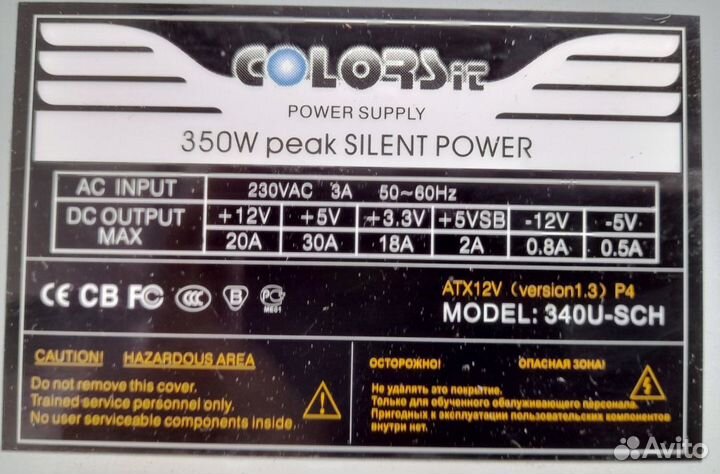 COLORSit
POWER SUPPLY
350W peak SILENT POWER
AC INPUT 230VAC 3A 50~60Hz
DC OUTPUT MAX +12V +5V +3.3V +5VSB -12V -5V
20A 30A 18A 2A 0.8A 0.5A
CE CB FC CCC B PC ME61
ATX12V (version1.3) P4
MODEL: 340U-SCH
CAUTION! HAZARDOUS AREA
Do not remove this cover.
Trained service personnel only.
No user serviceable components inside.
ОСТОРОЖНО! ОПАСНАЯ ЗОНА!
Не удалять это покрытие.
Только для обученного обслуживающего персонала.
Пригодных к эксплуатации пользовательских компонентов
внутри нет.
Avito